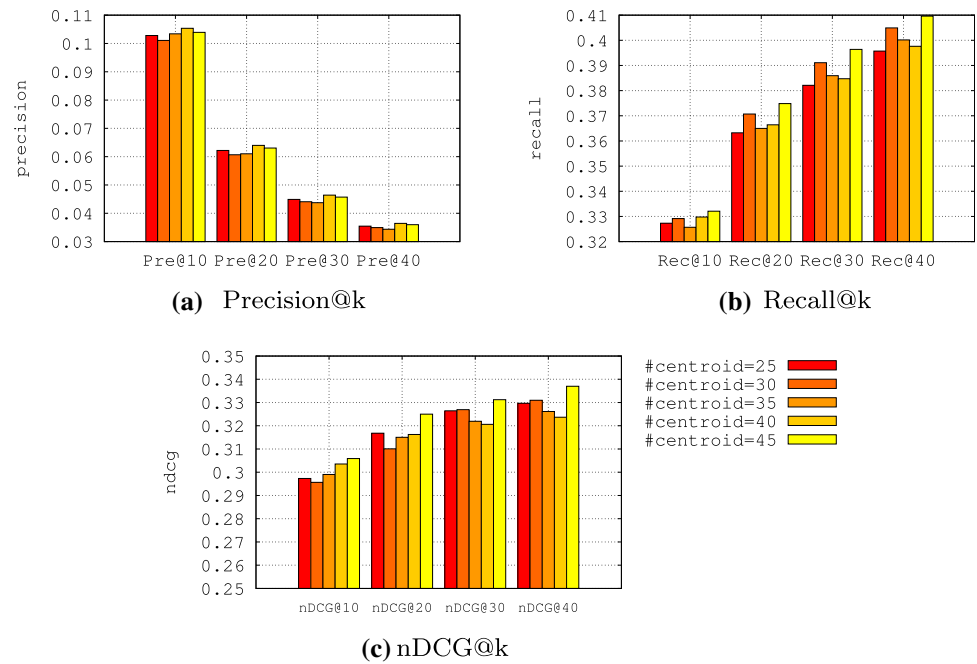 0.11
0.1
0.09
0.08
0.07
0.06
0.05
0.04
0.03
precision
Pre@10 Pre@20 Pre@30 Pre@40
(a) Precision@k
0.41
0.4
0.39
0.38
0.37
0.36
0.35
0.34
0.33
0.32
recall
Rec@10 Rec@20 Rec@30 Rec@40
(b) Recall@k
0.35
0.34
0.33
0.32
0.31
0.3
0.29
0.28
0.27
0.26
0.25
ndcg
nDCG@10 nDCG@20 nDCG@30 nDCG@40
(c) nDCG@k
#centroid=25
#centroid=30
#centroid=35
#centroid=40
#centroid=45